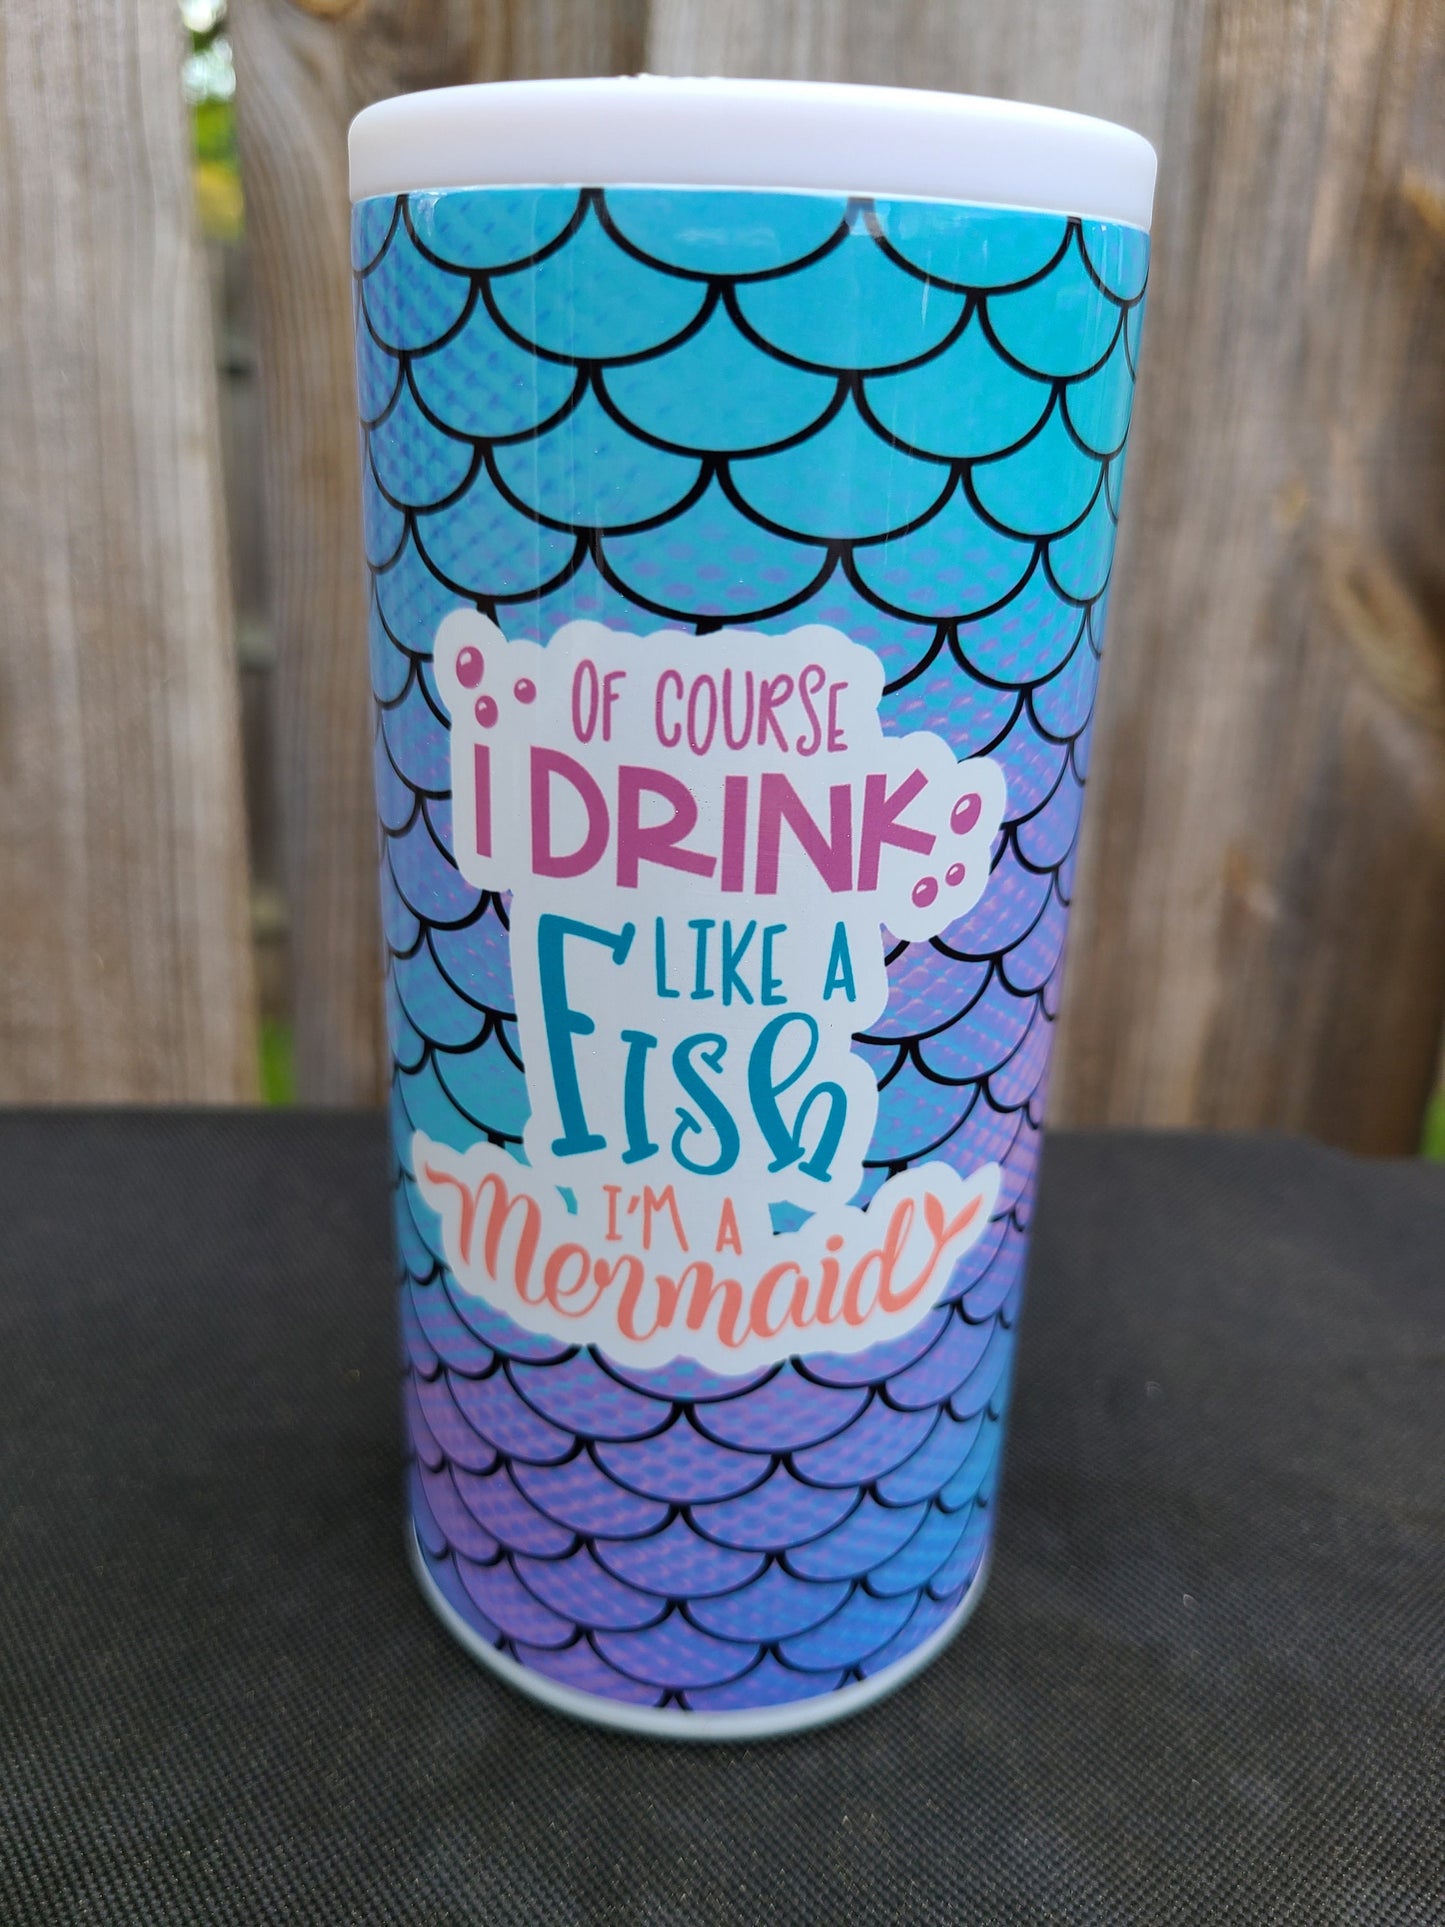 OF COURSE
I DRINK
LIKE A
FISH
I'M A
Mermaid